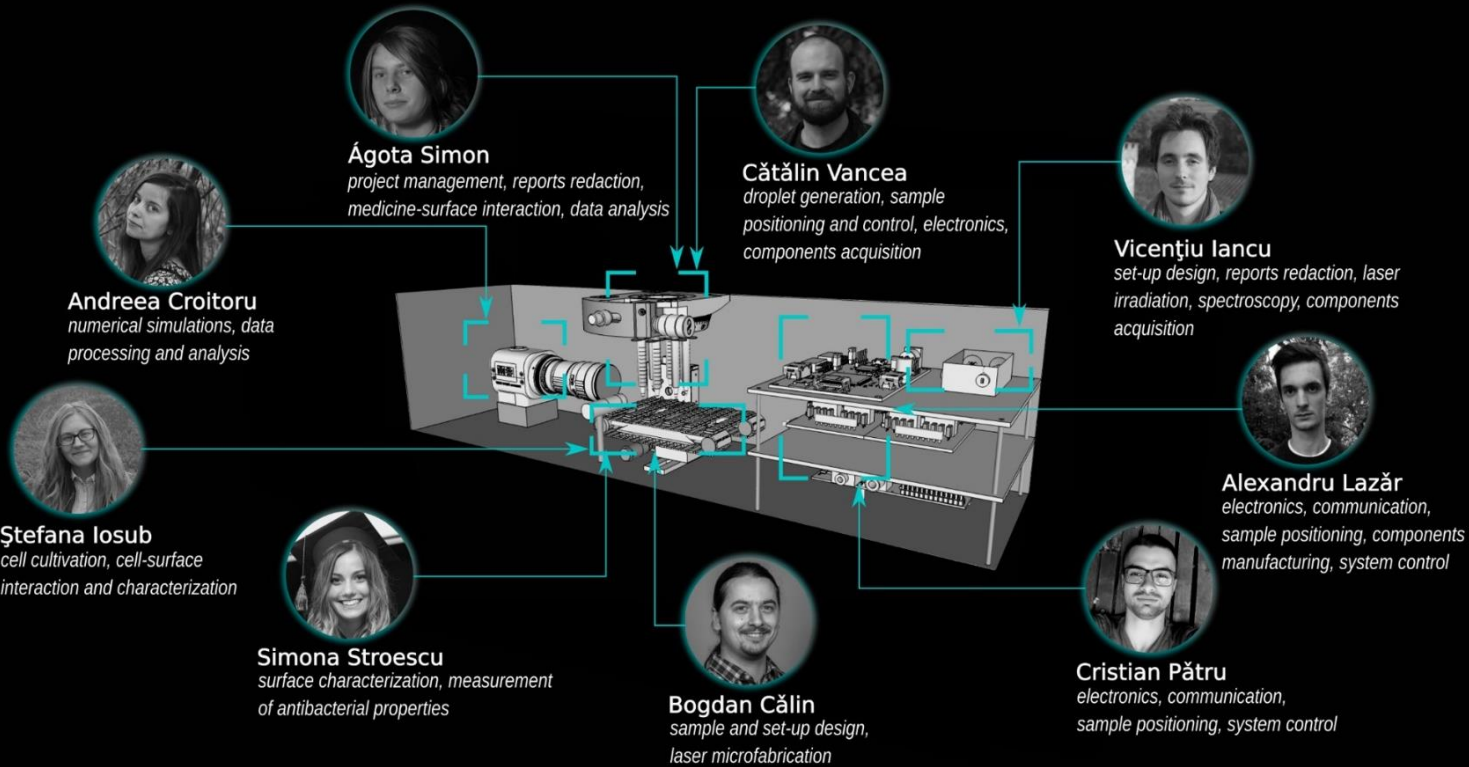 Ágota Simon
project management, reports redaction,
medicine-surface interaction, data analysis
Cătălin Vancea
droplet generation, sample
positioning and control, electronics,
components acquisition
Vicenţiu Iancu
set-up design, reports redaction, laser
irradiation, spectroscopy, components
acquisition
Andreea Croitoru
numerical simulations, data
processing and analysis
Alexandru Lazăr
electronics, communication,
sample positioning, components
manufacturing, system control
Ştefana Iosub
cell cultivation, cell-surface
interaction and characterization
Simona Stroescu
surface characterization, measurement
of antibacterial properties
Bogdan Călin
sample and set-up design,
laser microfabrication
Cristian Pătru
electronics, communication,
sample positioning, system control